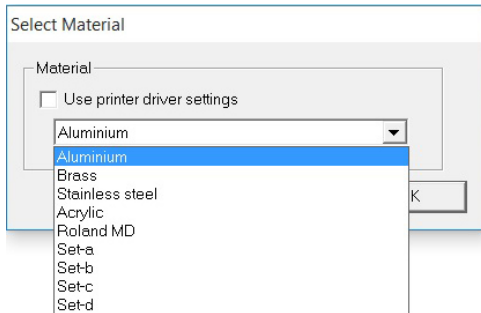 Select Material
Material
Use printer driver settings
Aluminium
Aluminium
Brass
Stainless steel
Acrylic
Roland MD
Set-a
Set-b
Set-c
Set-d
K